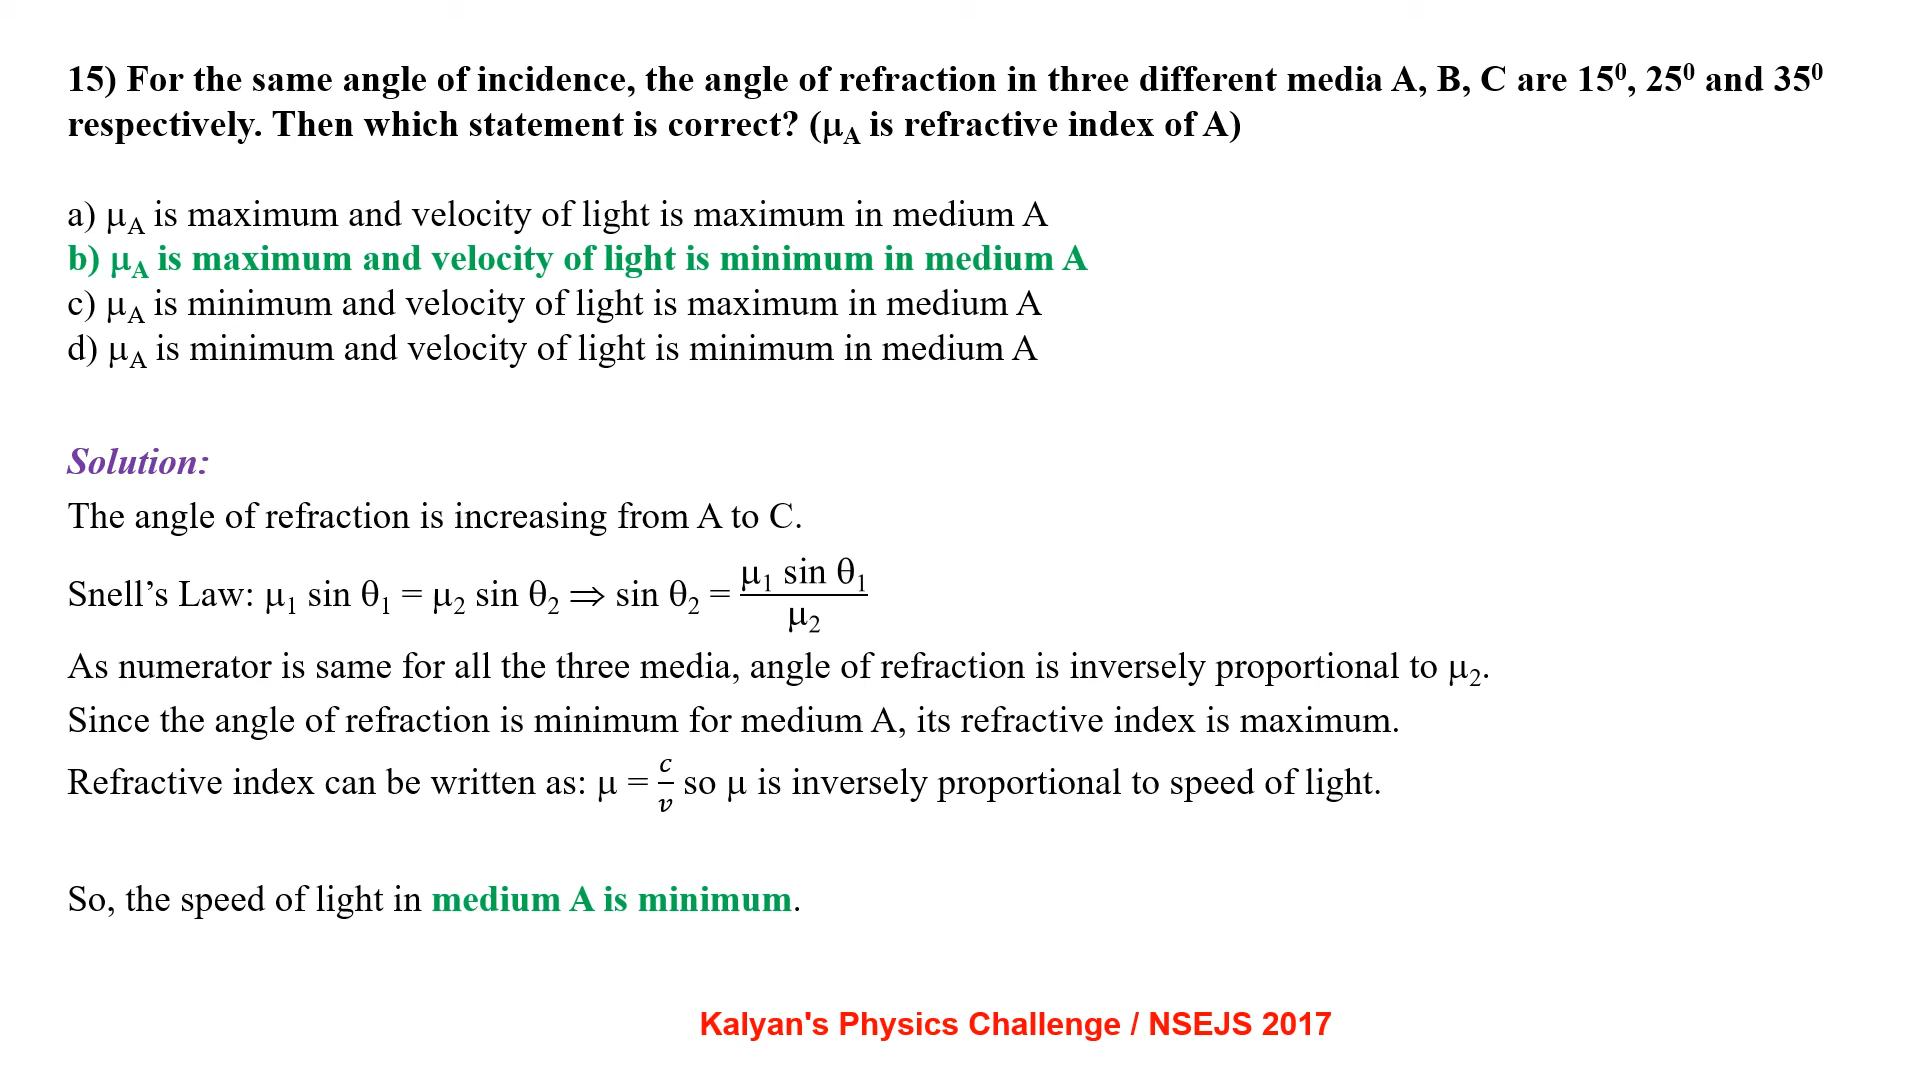 15) For the same angle of incidence, the angle of refraction in three different media A, B, C are 15⁰, 25⁰ and 35⁰
respectively. Then which statement is correct? (μ_A is refractive index of A)
a) μ_A is maximum and velocity of light is maximum in medium A
b) μ_A is maximum and velocity of light is minimum in medium A
c) μ_A is minimum and velocity of light is maximum in medium A
d) μ_A is minimum and velocity of light is minimum in medium A
Solution:
The angle of refraction is increasing from A to C.
Snell’s Law: μ₁ sin θ₁ = μ₂ sin θ₂ ⇒ sin θ₂ = μ₁ sin θ₁ / μ₂
As numerator is same for all the three media, angle of refraction is inversely proportional to μ₂.
Since the angle of refraction is minimum for medium A, its refractive index is maximum.
Refractive index can be written as: μ = c/v so μ is inversely proportional to speed of light.
So, the speed of light in medium A is minimum.
Kalyan's Physics Challenge / NSEJS 2017